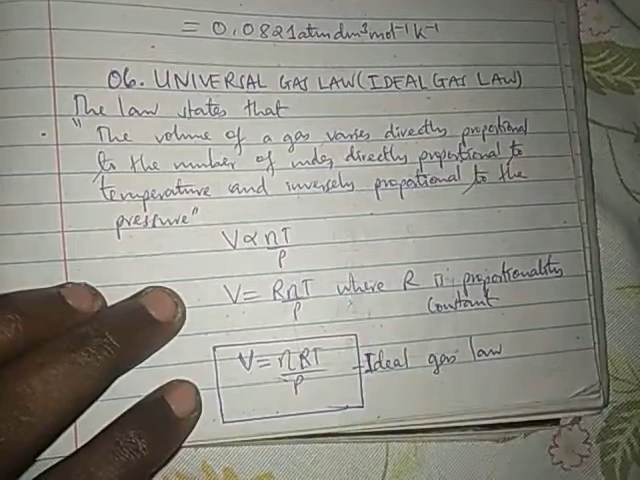 = 0.0821atmdm³mol⁻¹k⁻¹
06. UNIVERSAL GAS LAW(IDEAL GAS LAW)
The law states that
"The volume of a gas varies directly proportional
to the number of moles, directly proportional to
temperature and inversely propotional to the
pressure"
V ∝ nT/P
V = RnT/P where R is proportionality
constant
V = nRT/P - Ideal gas law